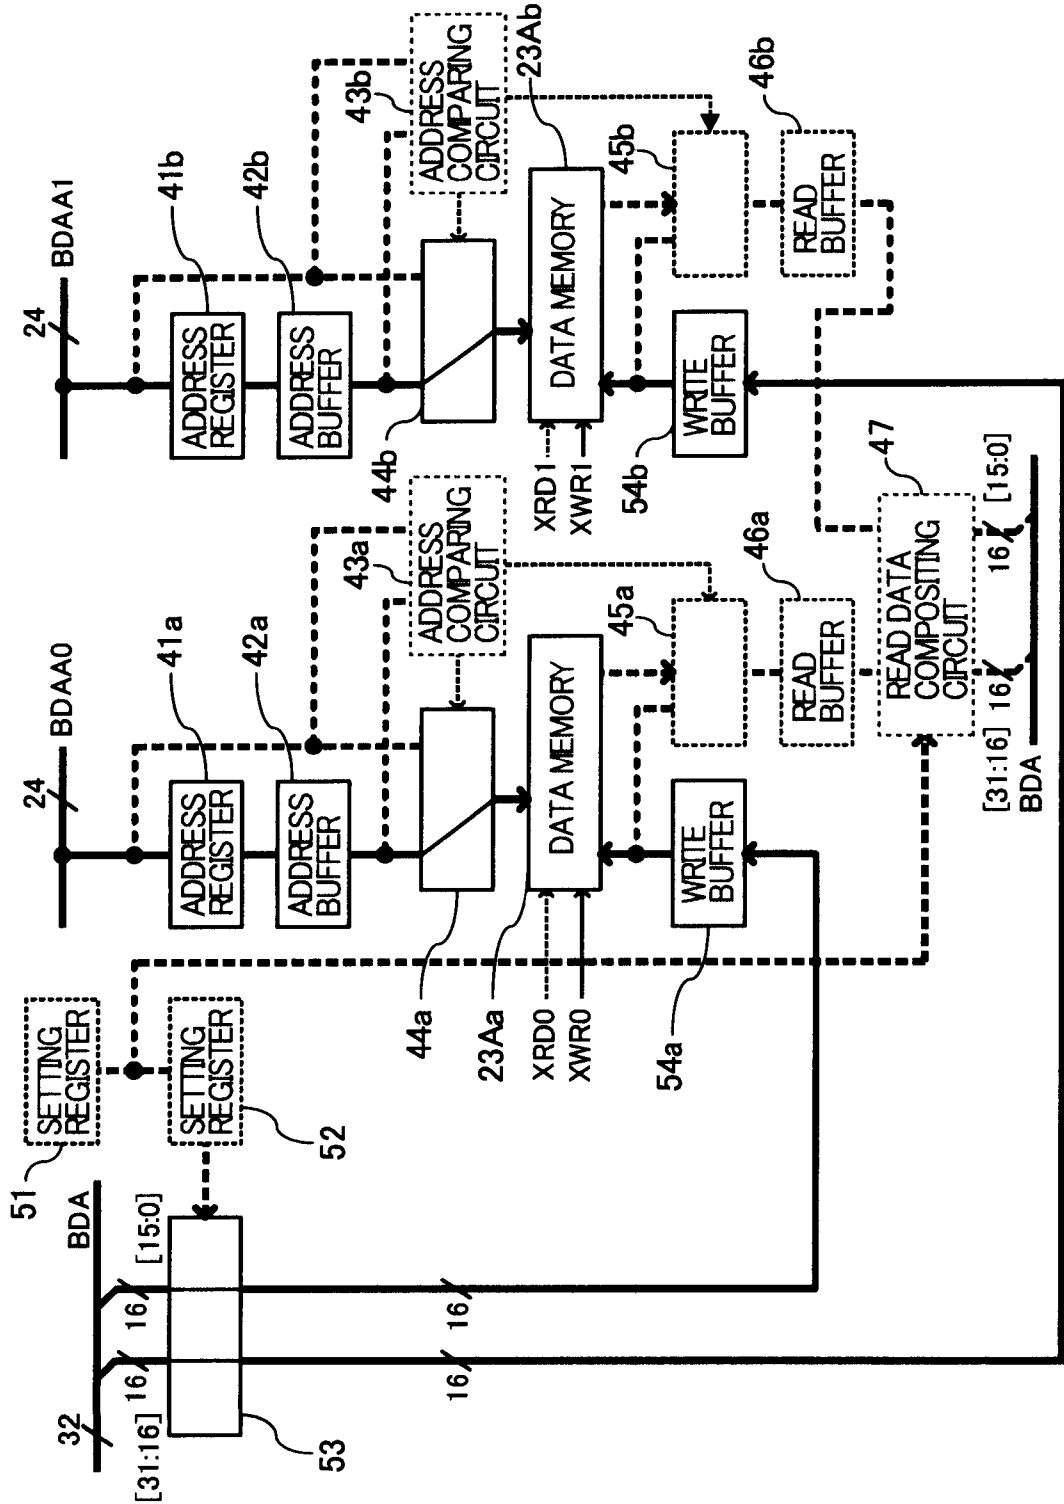 51
SETTING
REGISTER
BDA
32
16
[31:16]
16
[15:0]
53
SETTING
REGISTER
52
16
16
24
BDAA0
ADDRESS
REGISTER
41a
ADDRESS
BUFFER
42a
43a
ADDRESS
COMPARING
CIRCUIT
44a
23Aa
DATA MEMORY
XRD0
XWR0
54a
WRITE
BUFFER
45a
READ
BUFFER
46a
24
BDAA1
ADDRESS
REGISTER
41b
ADDRESS
BUFFER
42b
43b
ADDRESS
COMPARING
CIRCUIT
44b
23Ab
DATA MEMORY
XRD1
XWR1
54b
WRITE
BUFFER
45b
READ
BUFFER
46b
READ DATA
COMPOSITING
CIRCUIT
47
[31:16]
16
16
[15:0]
BDA